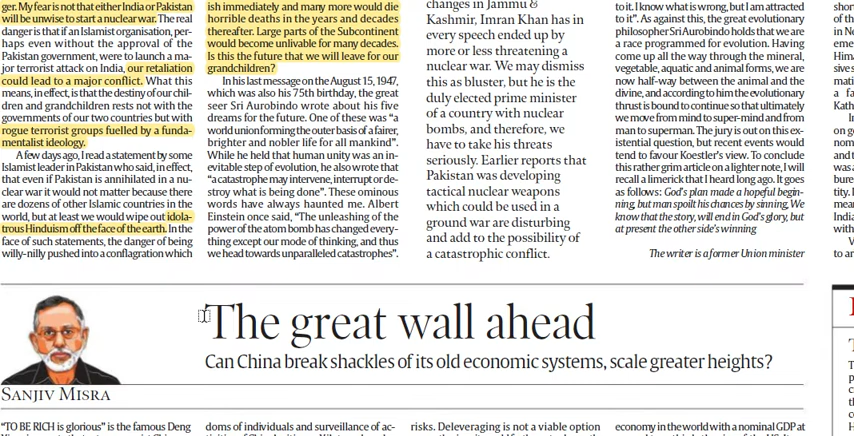 ger. My fear is not that either India or Pakistan
will be unwise to start a nuclear war. The real
danger is that if an Islamist organisation, per-
haps even without the approval of the
Pakistan government, were to launch a ma-
jor terrorist attack on India, our retaliation
could lead to a major conflict. What this
means, in effect, is that the destiny of our chil-
dren and grandchildren rests not with the
governments of our two countries but with
rogue terrorist groups fuelled by a funda-
mentalist ideology.
A few days ago, I read a statement by some
Islamist leader in Pakistan who said, in effect,
that even if Pakistan is annihilated in a nu-
clear war it would not matter because there
are dozens of other Islamic countries in the
world, but at least we would wipe out idola-
trous Hinduism off the face of the earth. In the
face of such statements, the danger of being
willy-nilly pushed into a conflagration which
ish immediately and many more would die
horrible deaths in the years and decades
thereafter. Large parts of the Subcontinent
would become unlivable for many decades.
Is this the future that we will leave for our
grandchildren?
In his last message on the August 15, 1947,
which was also his 75th birthday, the great
seer Sri Aurobindo wrote about his five
dreams for the future. One of these was "a
world union forming the outer basis of a fairer,
brighter and nobler life for all mankind".
While he held that human unity was an in-
evitable step of evolution, he also wrote that
"a catastrophe may intervene, interrupt or de-
stroy what is being done". These ominous
words have always haunted me. Albert
Einstein once said, "The unleashing of the
power of the atom bomb has changed every-
thing except our mode of thinking, and thus
we head towards unparalleled catastrophes".
changes in Jammu &
Kashmir, Imran Khan has in
every speech ended up by
more or less threatening a
nuclear war. We may dismiss
this as bluster, but he is the
duly elected prime minister
of a country with nuclear
bombs, and therefore, we
have to take his threats
seriously. Earlier reports that
Pakistan was developing
tactical nuclear weapons
which could be used in a
ground war are disturbing
and add to the possibility of
a catastrophic conflict.
to it. I know what is wrong, but I am attracted
to it". As against this, the great evolutionary
philosopher Sri Aurobindo holds that we are
a race programmed for evolution. Having
come up all the way through the mineral,
vegetable, aquatic and animal forms, we are
now half-way between the animal and the
divine, and according to him the evolutionary
thrust is bound to continue so that ultimately
we move from mind to super-mind and from
man to superman. The jury is out on this ex-
istential question, but recent events would
tend to favour Koestler's view. To conclude
this rather grim article on a lighter note, I will
recall a limerick that I heard long ago. It goes
as follows: God's plan made a hopeful begin-
ning, but man spoilt his chances by sinning, We
know that the story, will end in God's glory, but
at present the other side's winning
The writer is a former Union minister
The great wall ahead
Can China break shackles of its old economic systems, scale greater heights?
SANJIV MISRA
"TO BE RICH is glorious" is the famous Deng
doms of individuals and surveillance of ac-
risks. Deleveraging is not a viable option
economy in the world with a nominal GDP at